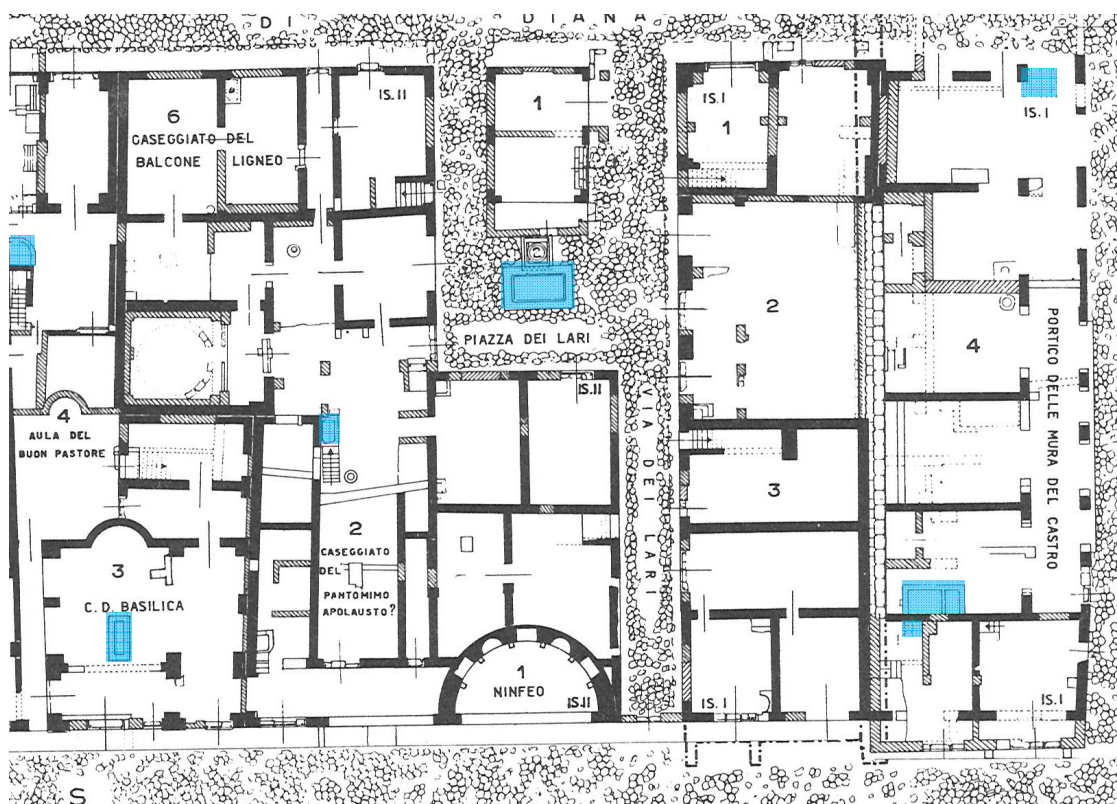 DI DIANA
6
CASEGGIATO DEL
BALCONE LIGNEO
IS.II
1
IS.I
1
IS.I
2
PIAZZA DEI LARI
IS.II
4
PORTICO DELLE MURA DEL CASTRO
VIA DEI LARI
4
AULA DEL
BUON PASTORE
3
2
CASEGGIATO
DEL
PANTOMIMO
APOLAUSTO?
3
C.D. BASILICA
1
NINFEO
IS.II
IS.I
IS.I
S